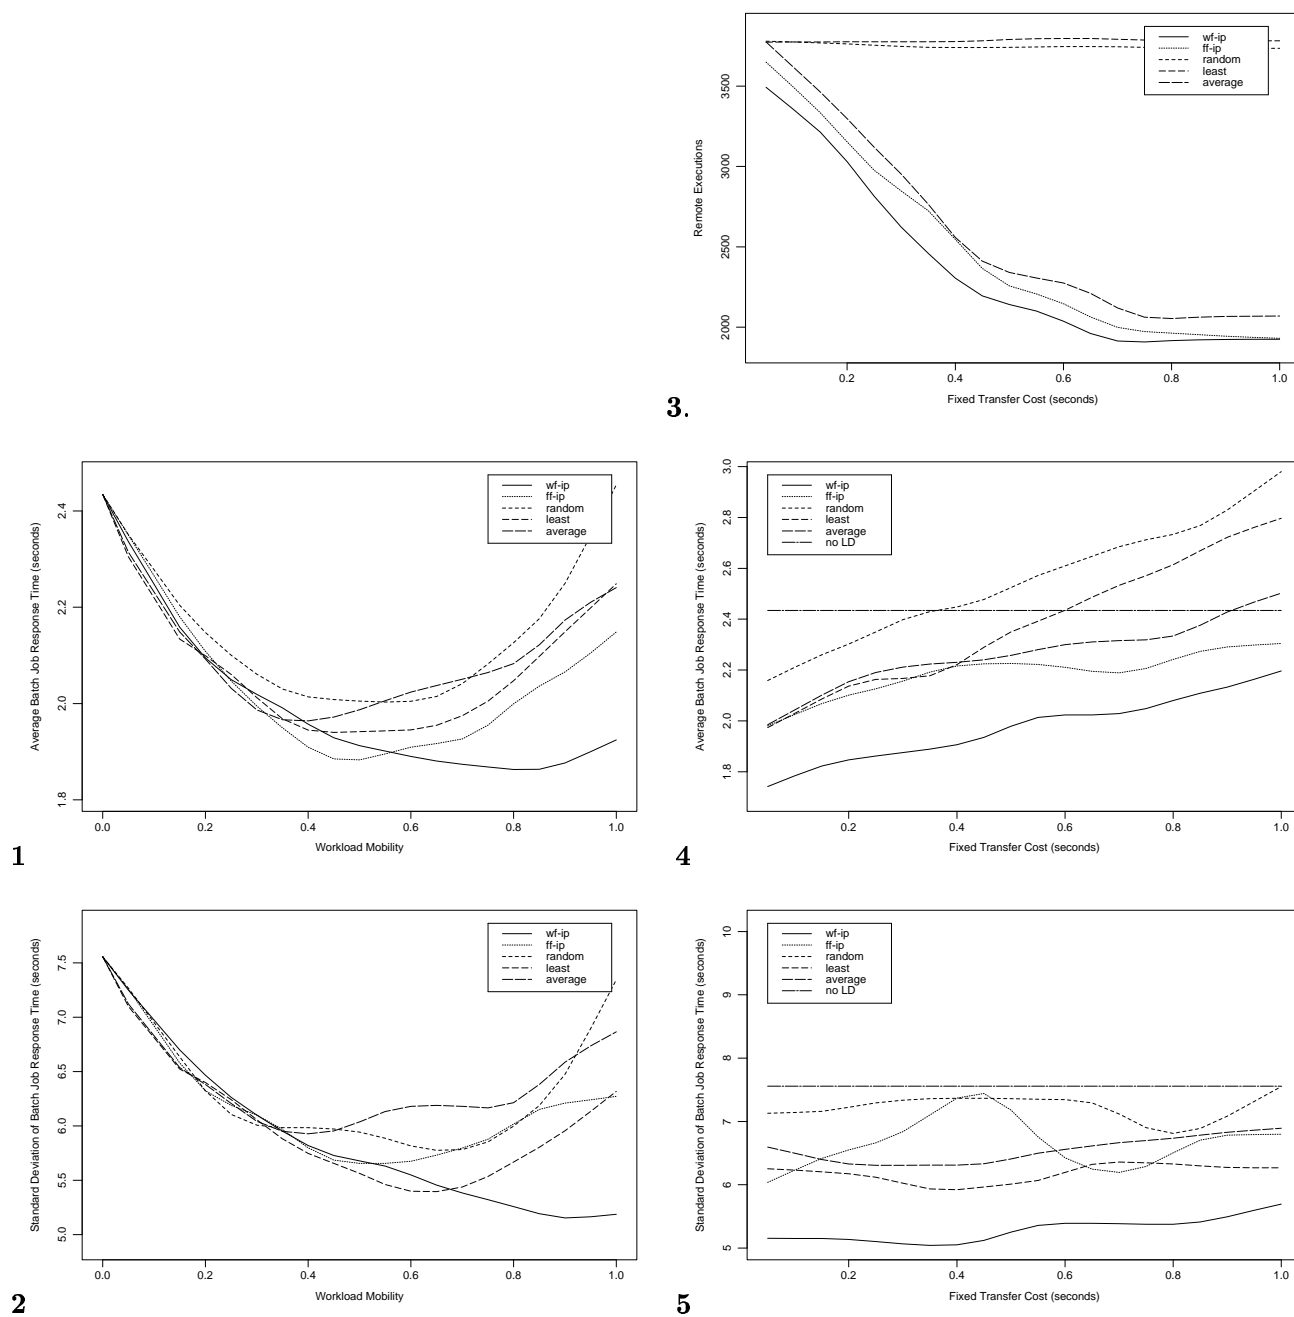 wf-ip
ff-ip
random
least
average
3500
3000
2500
2000
Remote Executions
0.2 0.4 0.6 0.8 1.0
Fixed Transfer Cost (seconds)
3.
wf-ip
ff-ip
random
least
average
2.4
2.2
2.0
1.8
Average Batch Job Response Time (seconds)
0.0 0.2 0.4 0.6 0.8 1.0
Workload Mobility
1
wf-ip
ff-ip
random
least
average
no LD
3.0
2.8
2.6
2.4
2.2
2.0
1.8
Average Batch Job Response Time (seconds)
0.2 0.4 0.6 0.8 1.0
Fixed Transfer Cost (seconds)
4
wf-ip
ff-ip
random
least
average
7.5
7.0
6.5
6.0
5.5
5.0
Standard Deviation of Batch Job Response Time (seconds)
0.0 0.2 0.4 0.6 0.8 1.0
Workload Mobility
2
wf-ip
ff-ip
random
least
average
no LD
10
9
8
7
6
5
Standard Deviation of Batch Job Response Time (seconds)
0.2 0.4 0.6 0.8 1.0
Fixed Transfer Cost (seconds)
5